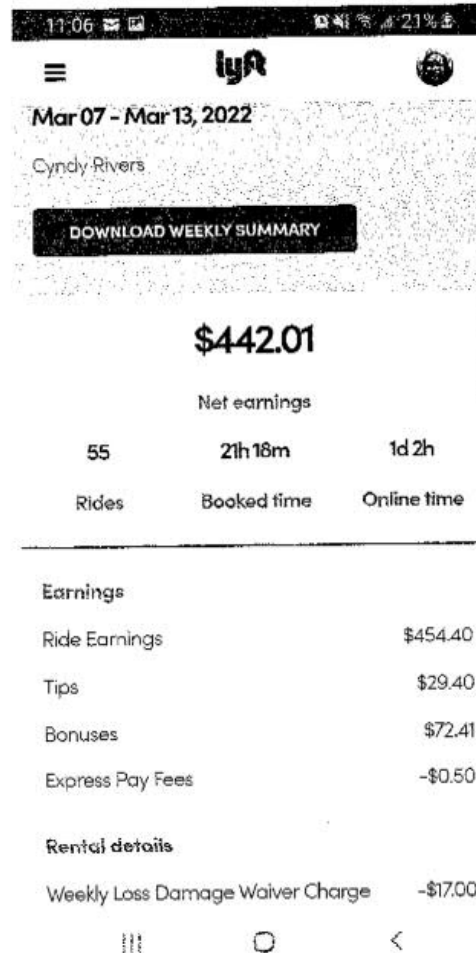 11:06 21%
lyft
Mar 07 - Mar 13, 2022
Cyndy Rivers
DOWNLOAD WEEKLY SUMMARY
$442.01
Net earnings
55 21h 18m 1d 2h
Rides Booked time Online time
Earnings
Ride Earnings $454.40
Tips $29.40
Bonuses $72.41
Express Pay Fees -$0.50
Rental details
Weekly Loss Damage Waiver Charge -$17.00